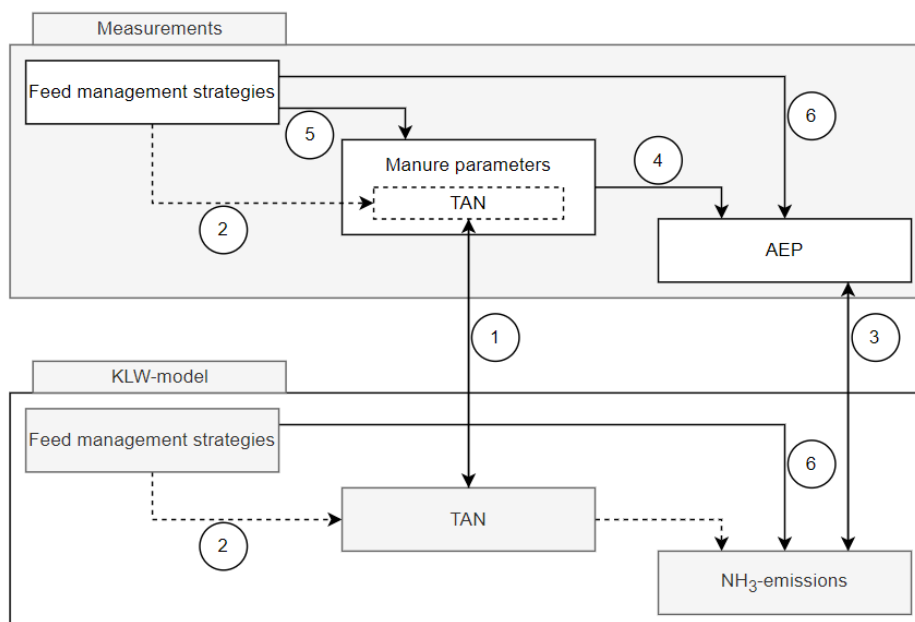 Measurements
Feed management strategies
6
5
Manure parameters
4
TAN
2
AEP
1
3
KLW-model
Feed management strategies
6
TAN
2
NH₃-emissions